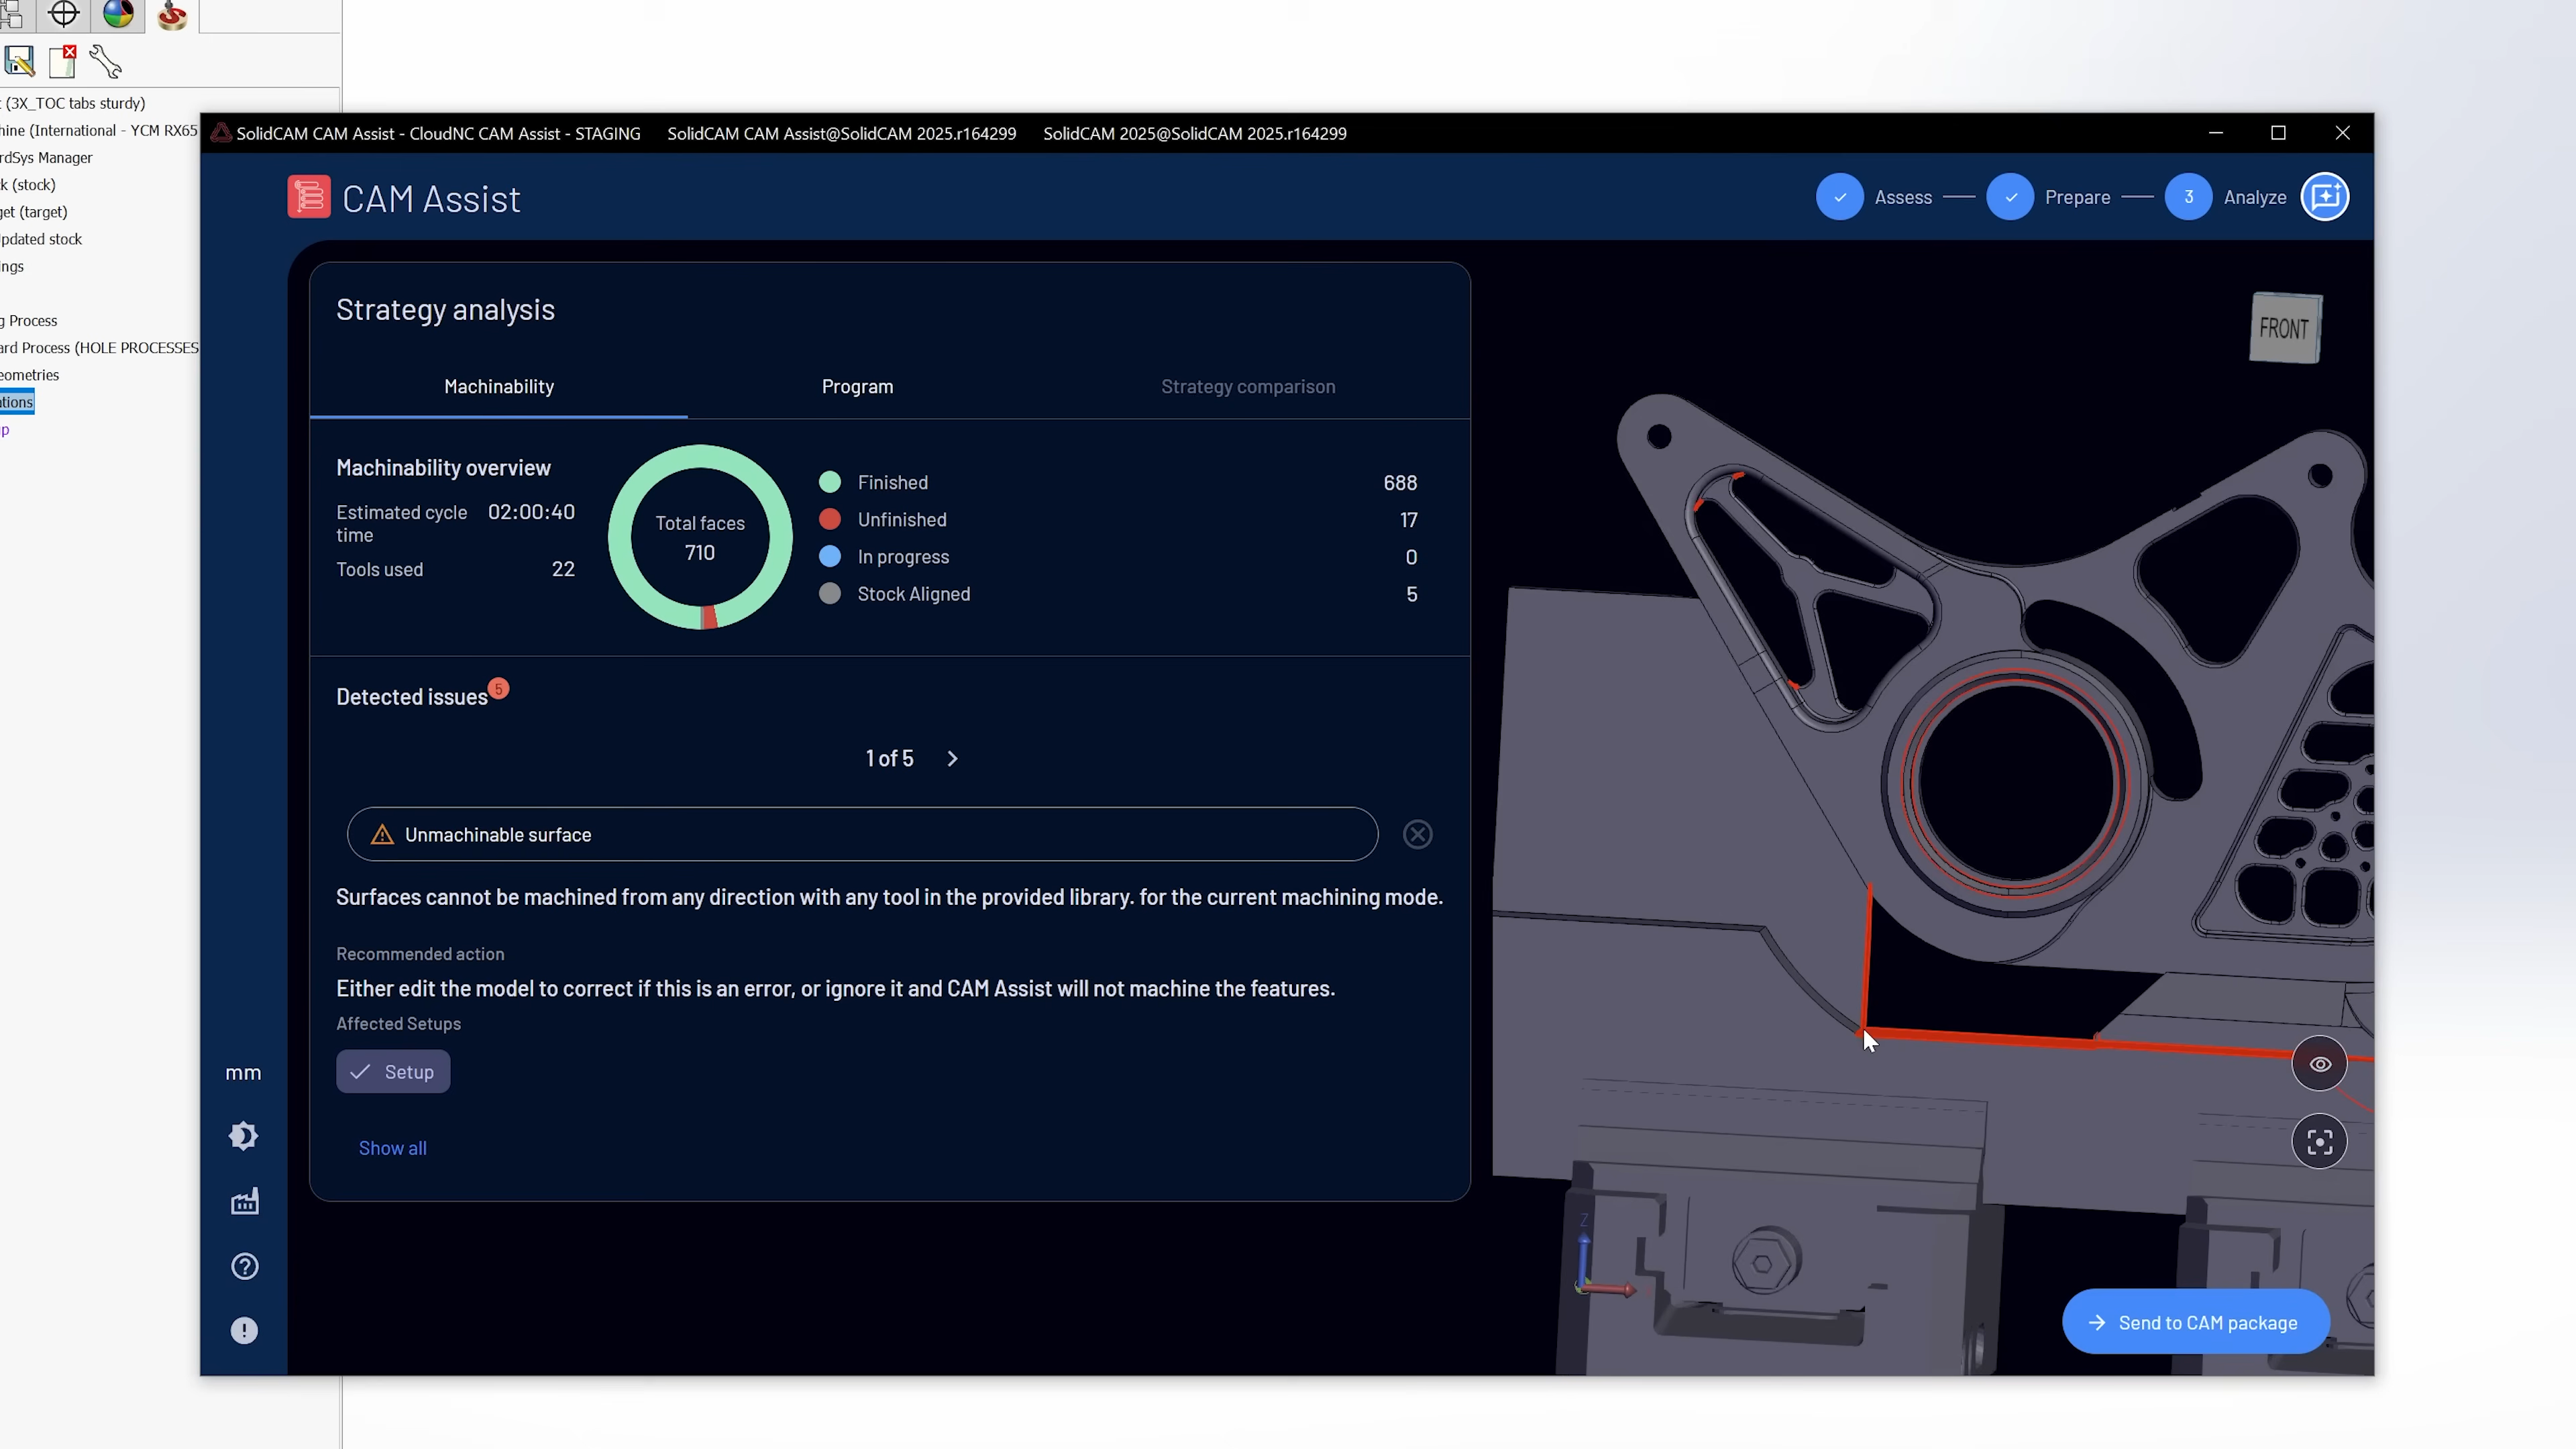 (3X_TOC tabs sturdy)
hine (International - YCM RX65
rdSys Manager
k (stock)
get (target)
Updated stock
ings
g Process
ard Process (HOLE PROCESSES
eometries
tions
p
SolidCAM CAM Assist - CloudNC CAM Assist - STAGING SolidCAM CAM Assist@SolidCAM 2025.r164299 SolidCAM 2025@SolidCAM 2025.r164299
CAM Assist
Assess
Prepare
3 Analyze
Strategy analysis
Machinability
Program
Strategy comparison
Machinability overview
Estimated cycle time 02:00:40
Tools used 22
Total faces
710
Finished 688
Unfinished 17
In progress 0
Stock Aligned 5
Detected issues 5
1 of 5
Unmachinable surface
Surfaces cannot be machined from any direction with any tool in the provided library. for the current machining mode.
Recommended action
Either edit the model to correct if this is an error, or ignore it and CAM Assist will not machine the features.
Affected Setups
Setup
Show all
mm
FRONT
Z
Send to CAM package